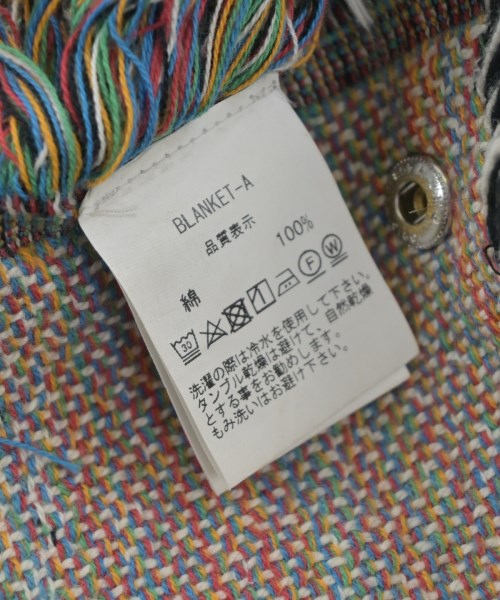 BLANKET-A
品質表示
綿 100%
30 F W
洗濯の際は冷水を使用して下さい。
タンブル乾燥は避けて、自然乾燥
とする事をお勧めします。
もみ洗いはお避け下さい。